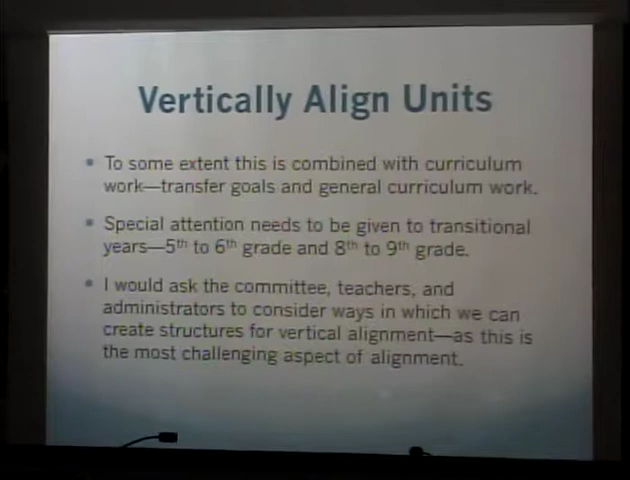 Vertically Align Units
• To some extent this is combined with curriculum
work—transfer goals and general curriculum work.
• Special attention needs to be given to transitional
years—5th to 6th grade and 8th to 9th grade.
• I would ask the committee, teachers, and
administrators to consider ways in which we can
create structures for vertical alignment—as this is
the most challenging aspect of alignment.